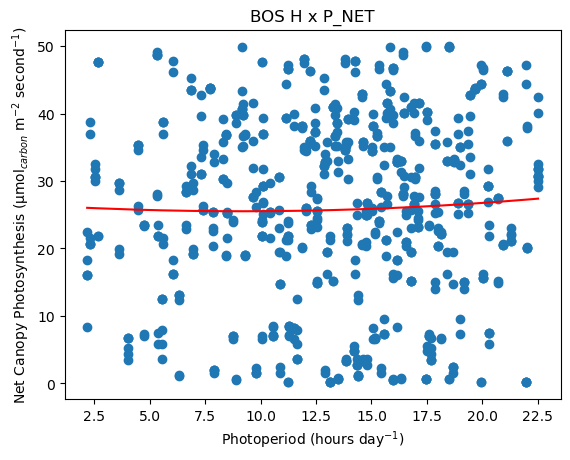 BOS H x P_NET
Net Canopy Photosynthesis (μmol$_{carbon}$ m$^{-2}$ second$^{-1}$)
50
40
30
20
10
0
2.5 5.0 7.5 10.0 12.5 15.0 17.5 20.0 22.5
Photoperiod (hours day$^{-1}$)